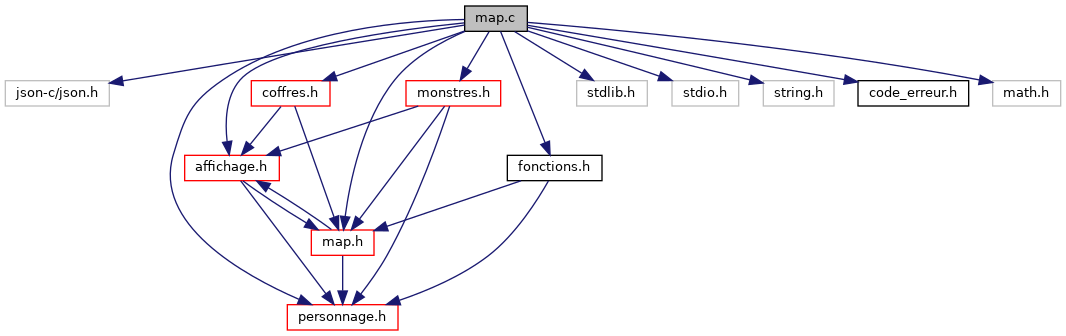 map.c
json-c/json.h
coffres.h
monstres.h
stdlib.h
stdio.h
string.h
code_erreur.h
math.h
affichage.h
fonctions.h
map.h
personnage.h